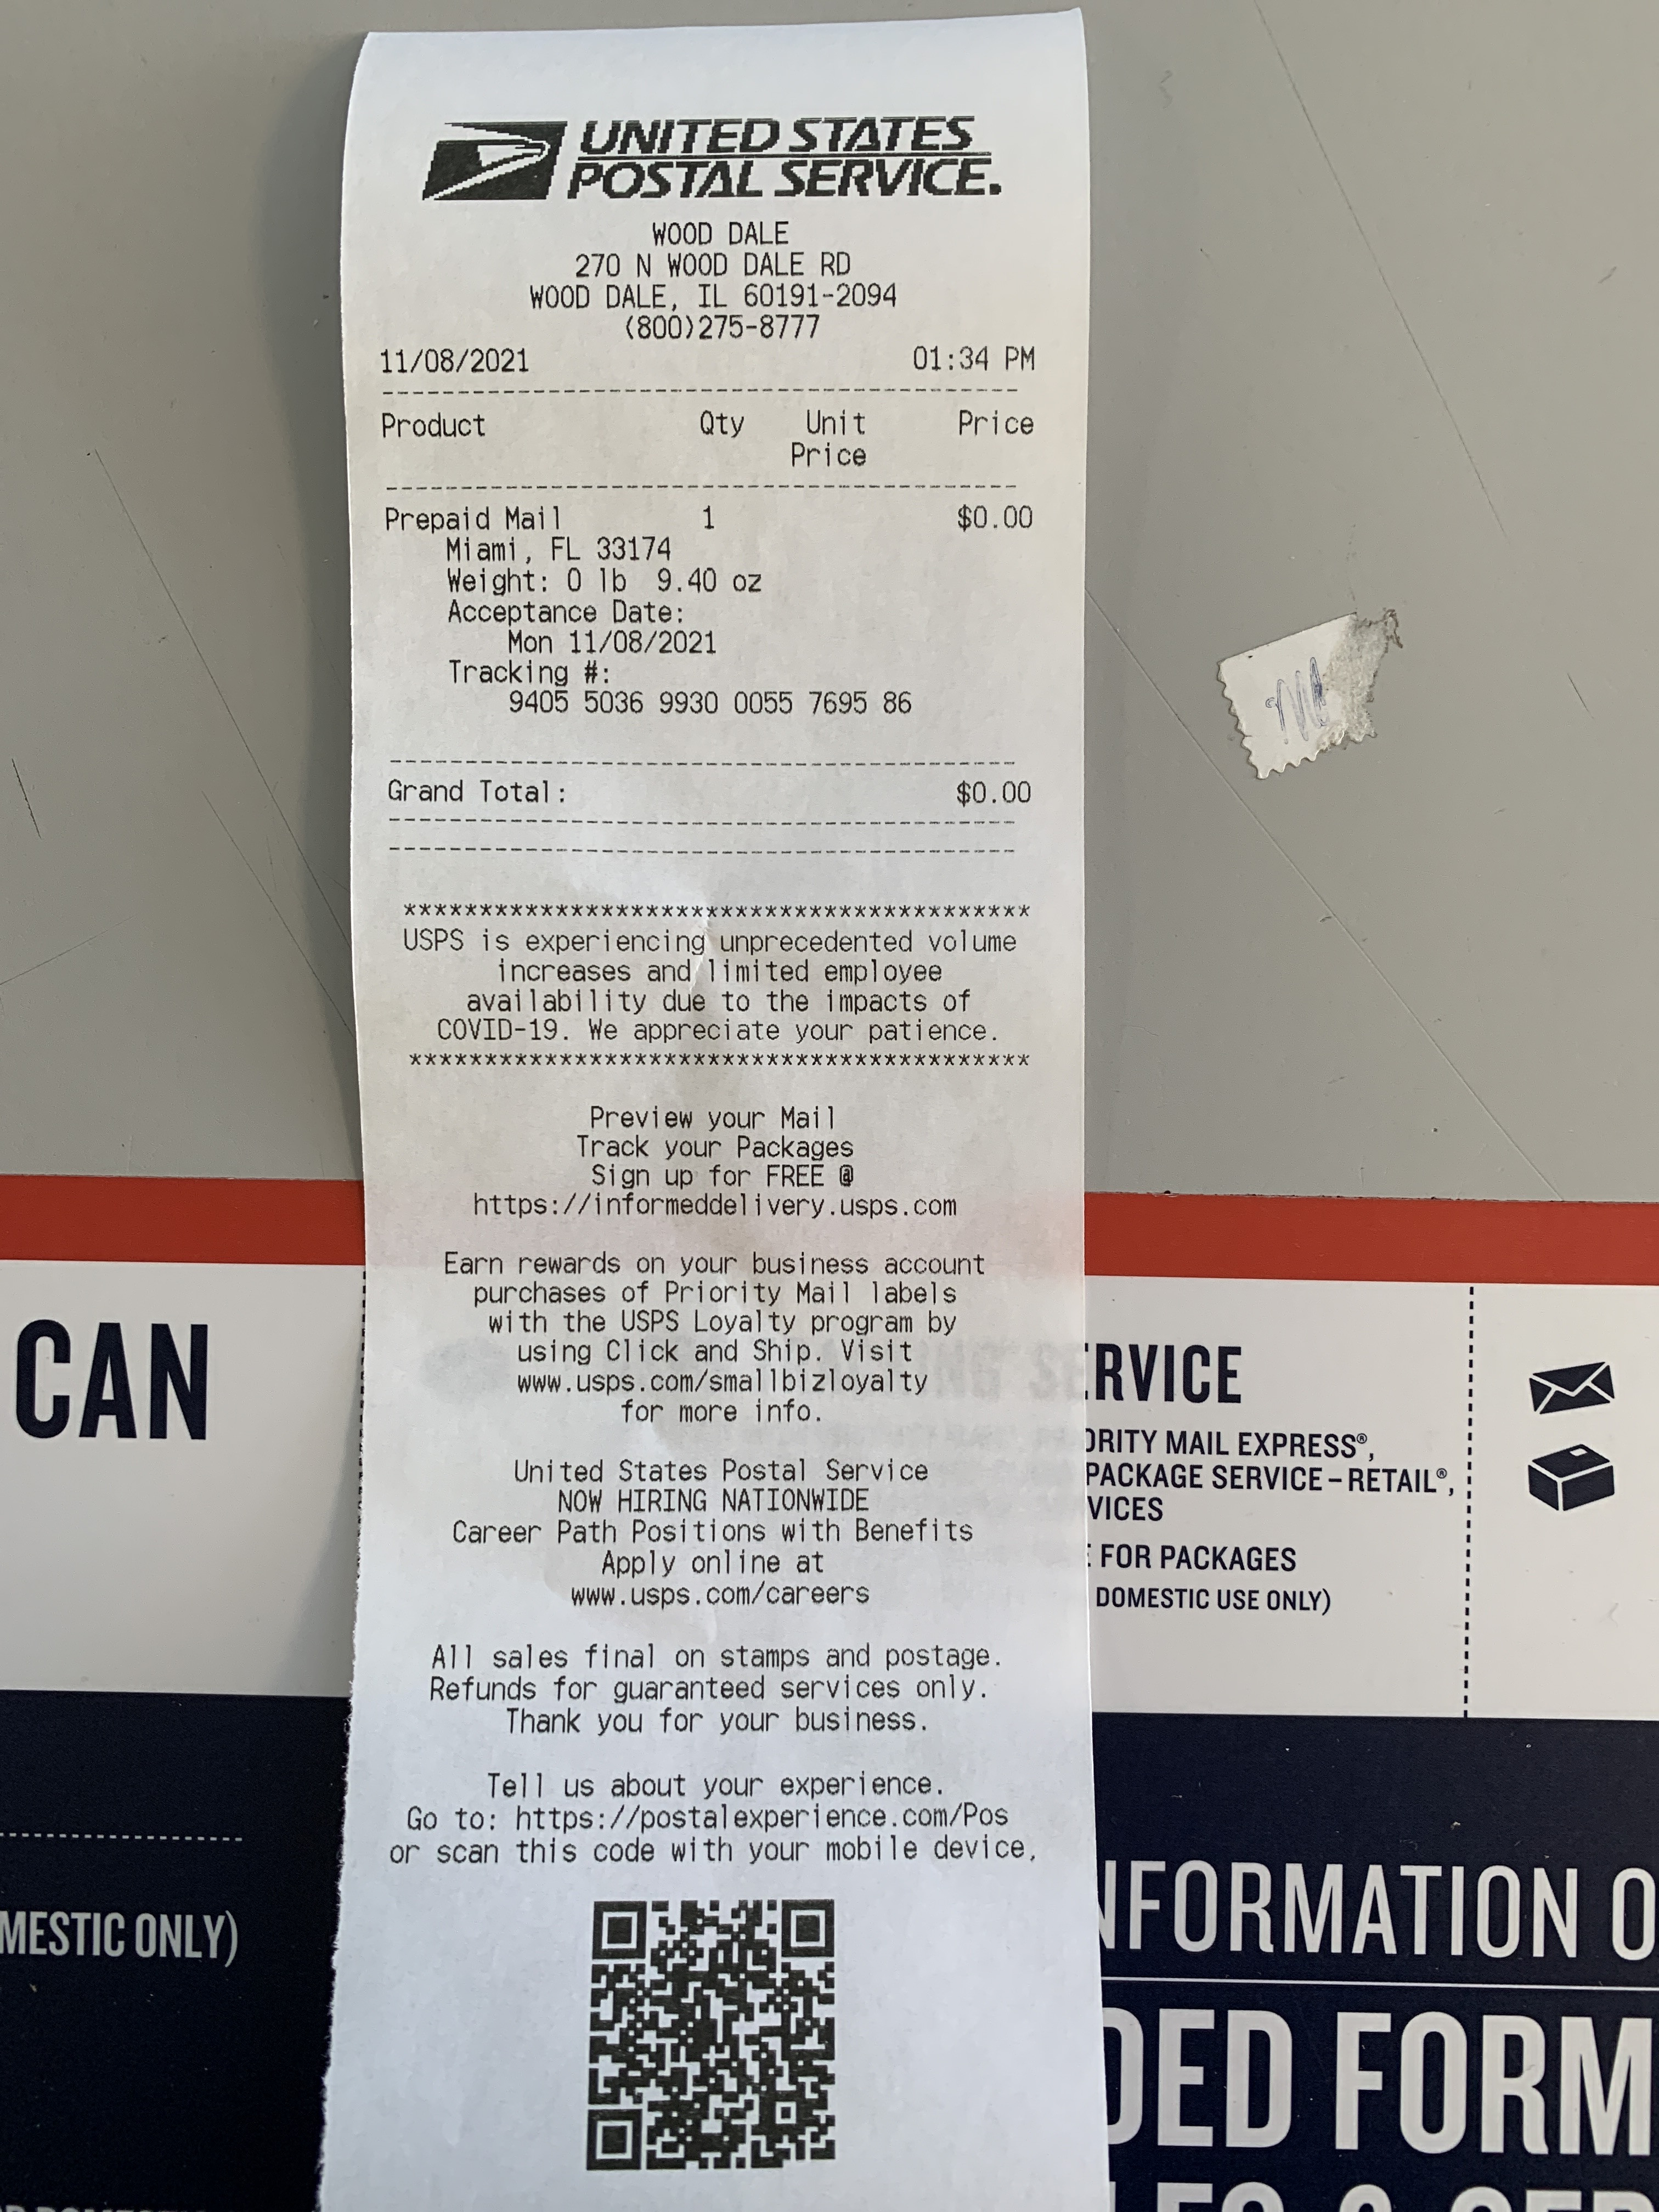 UNITED STATES
POSTAL SERVICE.
WOOD DALE
270 N WOOD DALE RD
WOOD DALE, IL 60191-2094
(800)275-8777
11/08/2021 01:34 PM
Product Qty Unit Price
Price
Prepaid Mail 1 $0.00
Miami, FL 33174
Weight: 0 lb 9.40 oz
Acceptance Date:
Mon 11/08/2021
Tracking #:
9405 5036 9930 0055 7695 86
Grand Total: $0.00
******************************************
USPS is experiencing unprecedented volume
increases and limited employee
availability due to the impacts of
COVID-19. We appreciate your patience.
******************************************
Preview your Mail
Track your Packages
Sign up for FREE @
https://informeddelivery.usps.com
Earn rewards on your business account
purchases of Priority Mail labels
with the USPS Loyalty program by
using Click and Ship. Visit
www.usps.com/smallbizloyalty
for more info.
United States Postal Service
NOW HIRING NATIONWIDE
Career Path Positions with Benefits
Apply online at
www.usps.com/careers
All sales final on stamps and postage.
Refunds for guaranteed services only.
Thank you for your business.
Tell us about your experience.
Go to: https://postalexperience.com/Pos
or scan this code with your mobile device,
CAN
ERVICE
ORITY MAIL EXPRESS®,
PACKAGE SERVICE – RETAIL®,
VICES
FOR PACKAGES
DOMESTIC USE ONLY)
MESTIC ONLY)
NFORMATION O
DED FORM